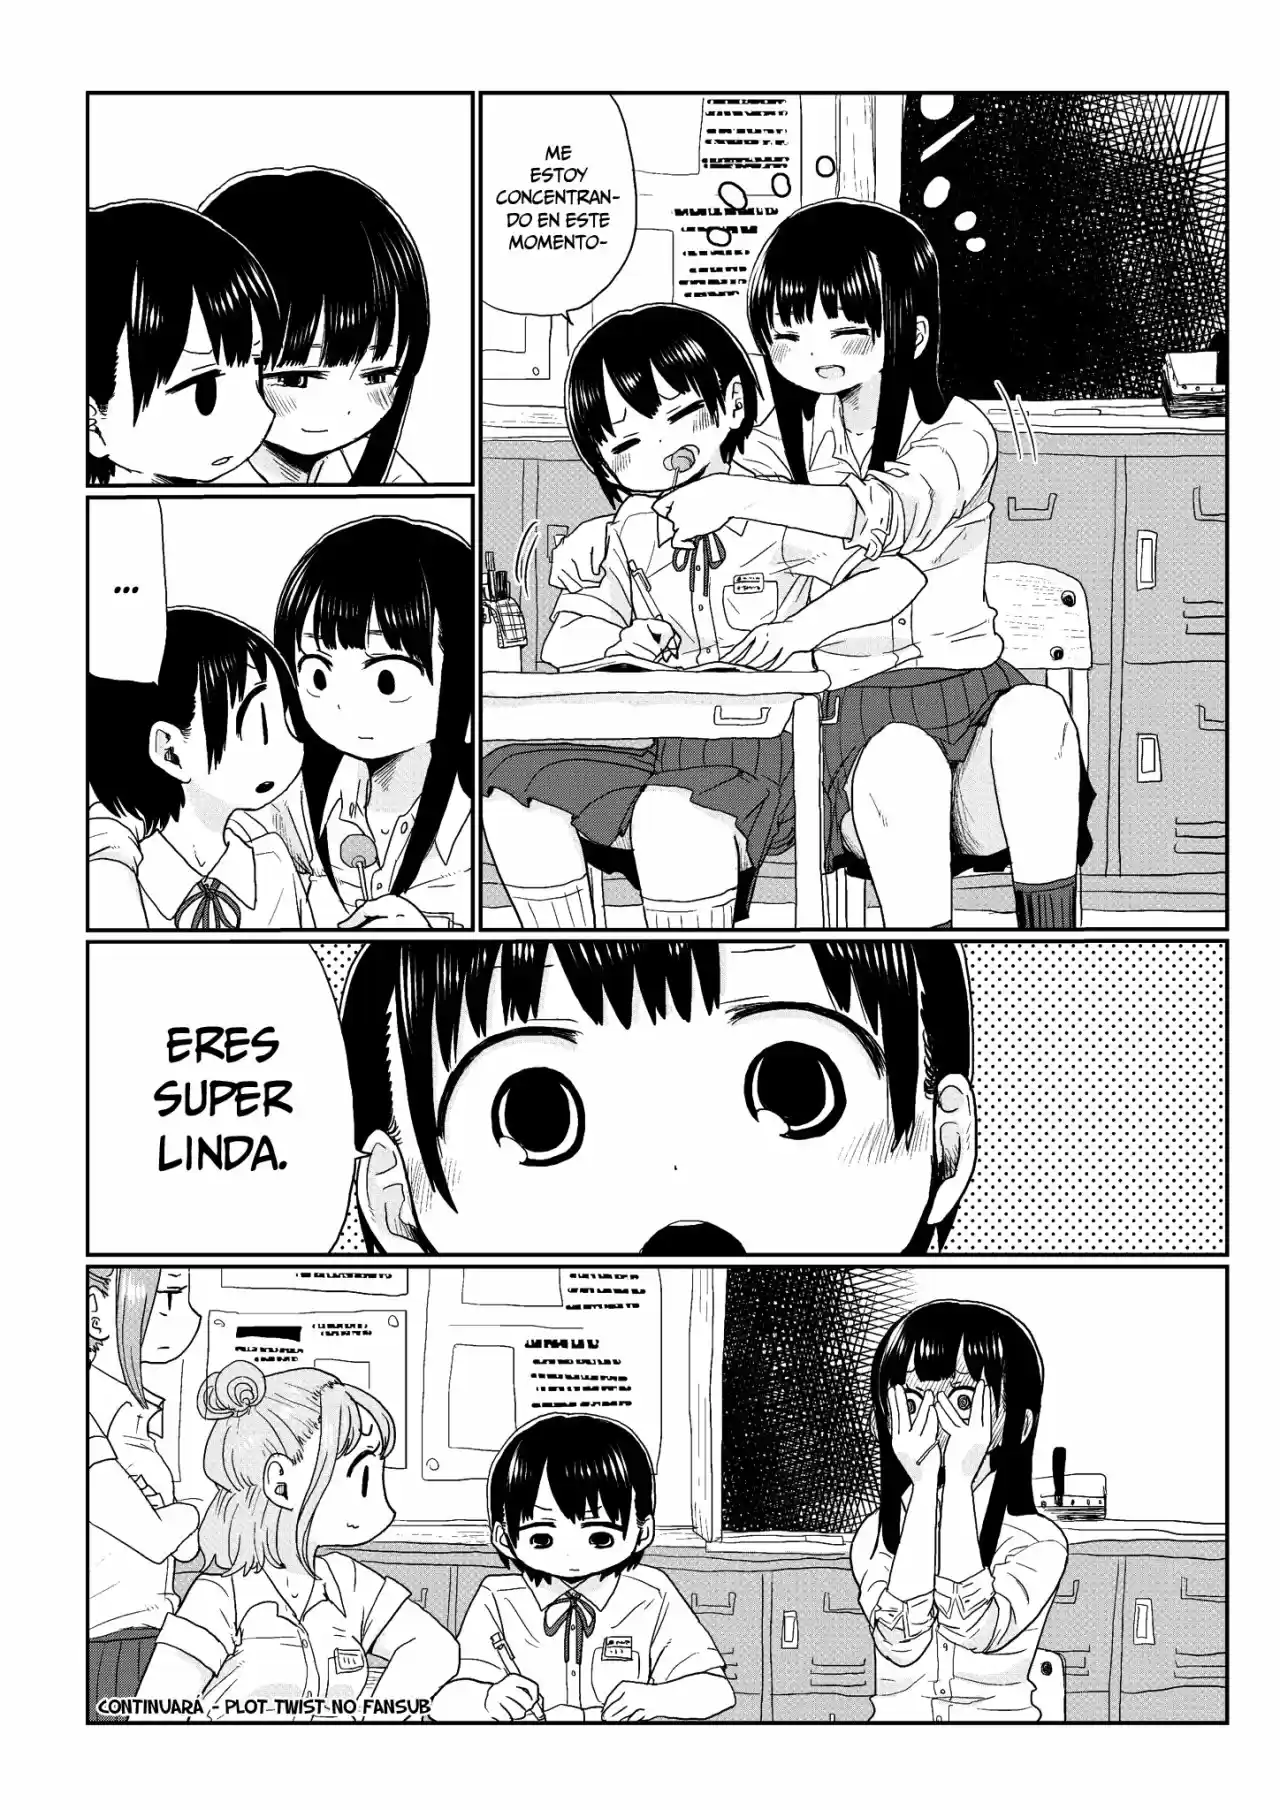 ME
ESTOY
CONCENTRAN-
DO EN ESTE
MOMENTO-
...
ERES
SUPER
LINDA.
CONTINUARÁ - PLOT TWIST NO FANSUB